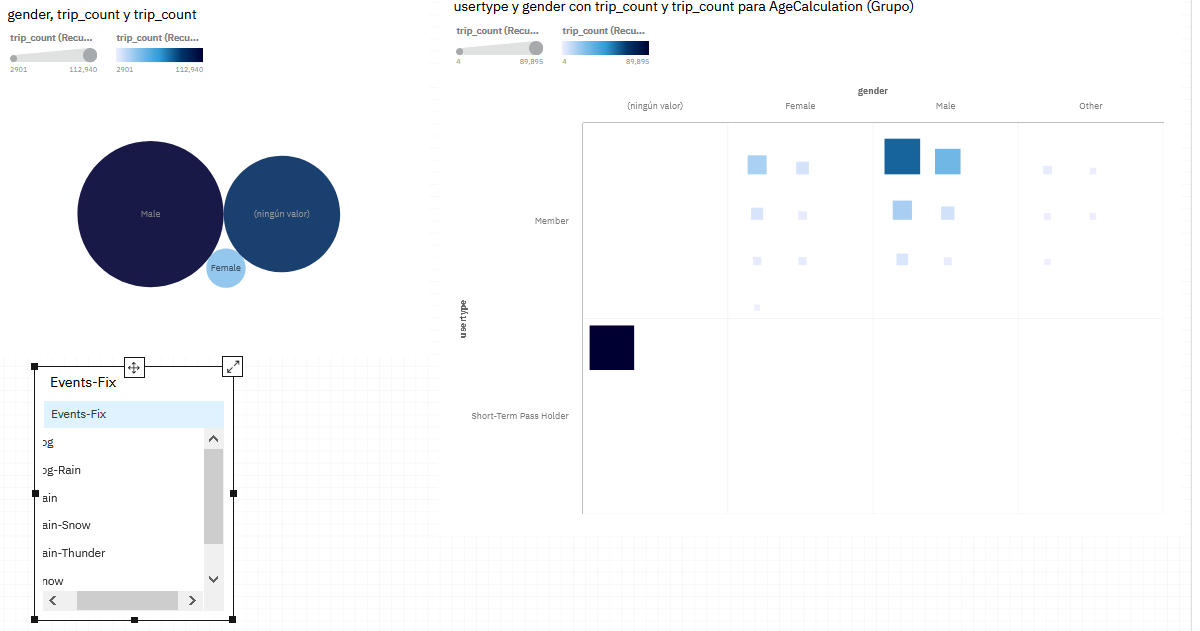 gender, trip_count y trip_count
trip_count (Recu...
trip_count (Recu...
2901
112,940
2901
112,940
Male
(ningún valor)
Female
Events-Fix
Events-Fix
og
og-Rain
ain
ain-Snow
ain-Thunder
now
usertype y gender con trip_count y trip_count para AgeCalculation (Grupo)
trip_count (Recu...
trip_count (Recu...
4
89,895
4
89,895
gender
(ningún valor)
Female
Male
Other
usertype
Member
Short-Term Pass Holder